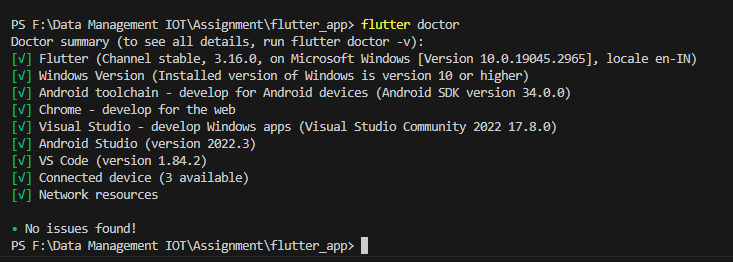 PS F:\Data Management IOT\Assignment\flutter_app> flutter doctor
Doctor summary (to see all details, run flutter doctor -v):
[√] Flutter (Channel stable, 3.16.0, on Microsoft Windows [Version 10.0.19045.2965], locale en-IN)
[√] Windows Version (Installed version of Windows is version 10 or higher)
[√] Android toolchain - develop for Android devices (Android SDK version 34.0.0)
[√] Chrome - develop for the web
[√] Visual Studio - develop Windows apps (Visual Studio Community 2022 17.8.0)
[√] Android Studio (version 2022.3)
[√] VS Code (version 1.84.2)
[√] Connected device (3 available)
[√] Network resources
• No issues found!
PS F:\Data Management IOT\Assignment\flutter_app>